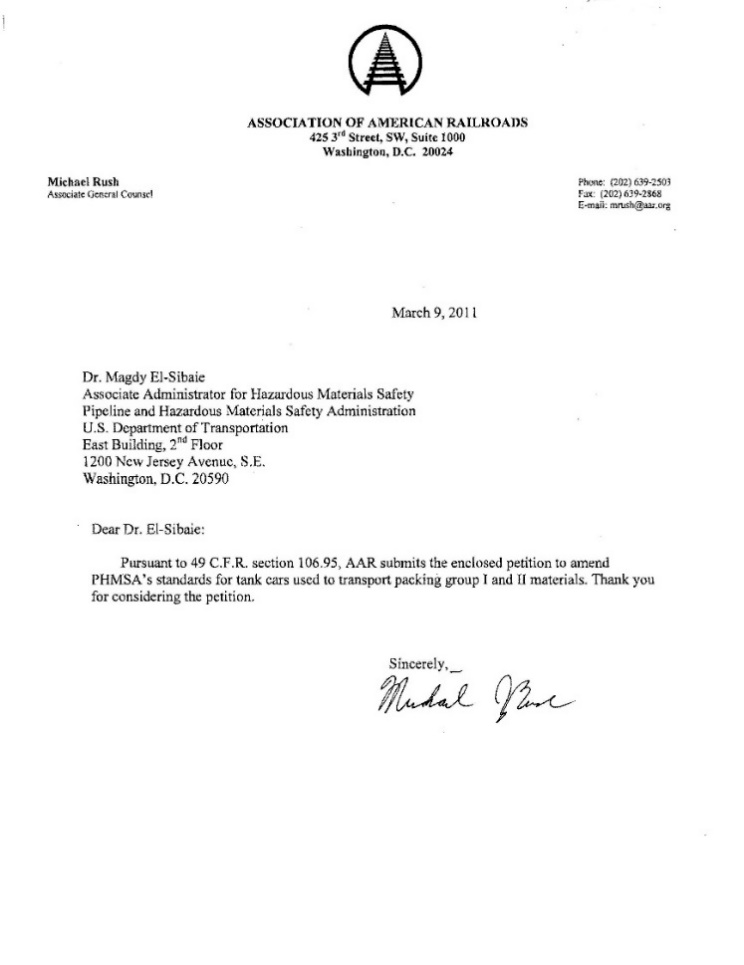 ASSOCIATION OF AMERICAN RAILROADS
425 3rd Street, SW, Suite 1000
Washington, D.C. 20024
Michael Rush
Associate General Counsel
Phone: (202) 639-2503
Fax: (202) 639-2868
E-mail: mrush@aar.org
March 9, 2011
Dr. Magdy El-Sibaie
Associate Administrator for Hazardous Materials Safety
Pipeline and Hazardous Materials Safety Administration
U.S. Department of Transportation
East Building, 2nd Floor
1200 New Jersey Avenue, S.E.
Washington, D.C. 20590
Dear Dr. El-Sibaie:
Pursuant to 49 C.F.R. section 106.95, AAR submits the enclosed petition to amend
PHMSA's standards for tank cars used to transport packing group I and II materials. Thank you
for considering the petition.
Sincerely,
Michael Rush